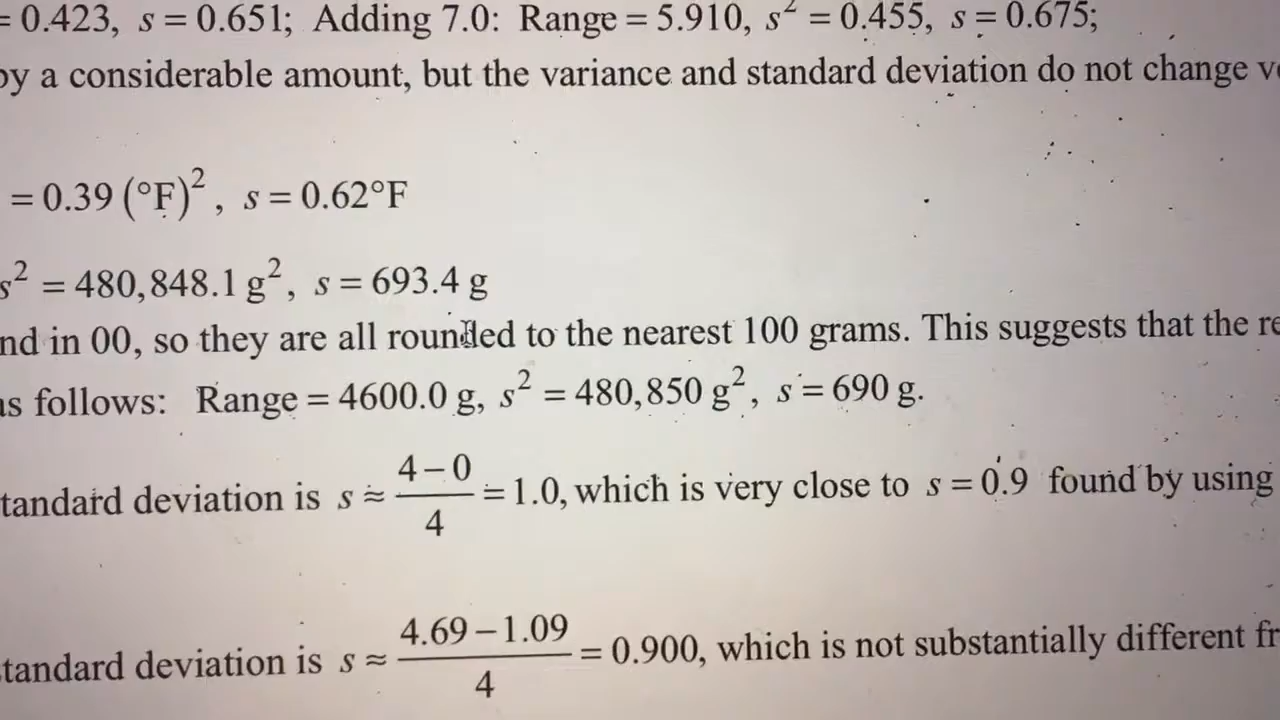 = 0.423, s = 0.651; Adding 7.0: Range = 5.910, s² = 0.455, s = 0.675;
by a considerable amount, but the variance and standard deviation do not change
= 0.39 (°F)², s = 0.62°F
s² = 480,848.1 g², s = 693.4 g
in 00, so they are all rounded to the nearest 100 grams. This suggests that the
as follows: Range = 4600.0 g, s² = 480,850 g², s = 690 g.
standard deviation is s ≈ (4 − 0)/4 = 1.0, which is very close to s = 0.9 found by using
standard deviation is s ≈ (4.69 − 1.09)/4 = 0.900, which is not substantially different